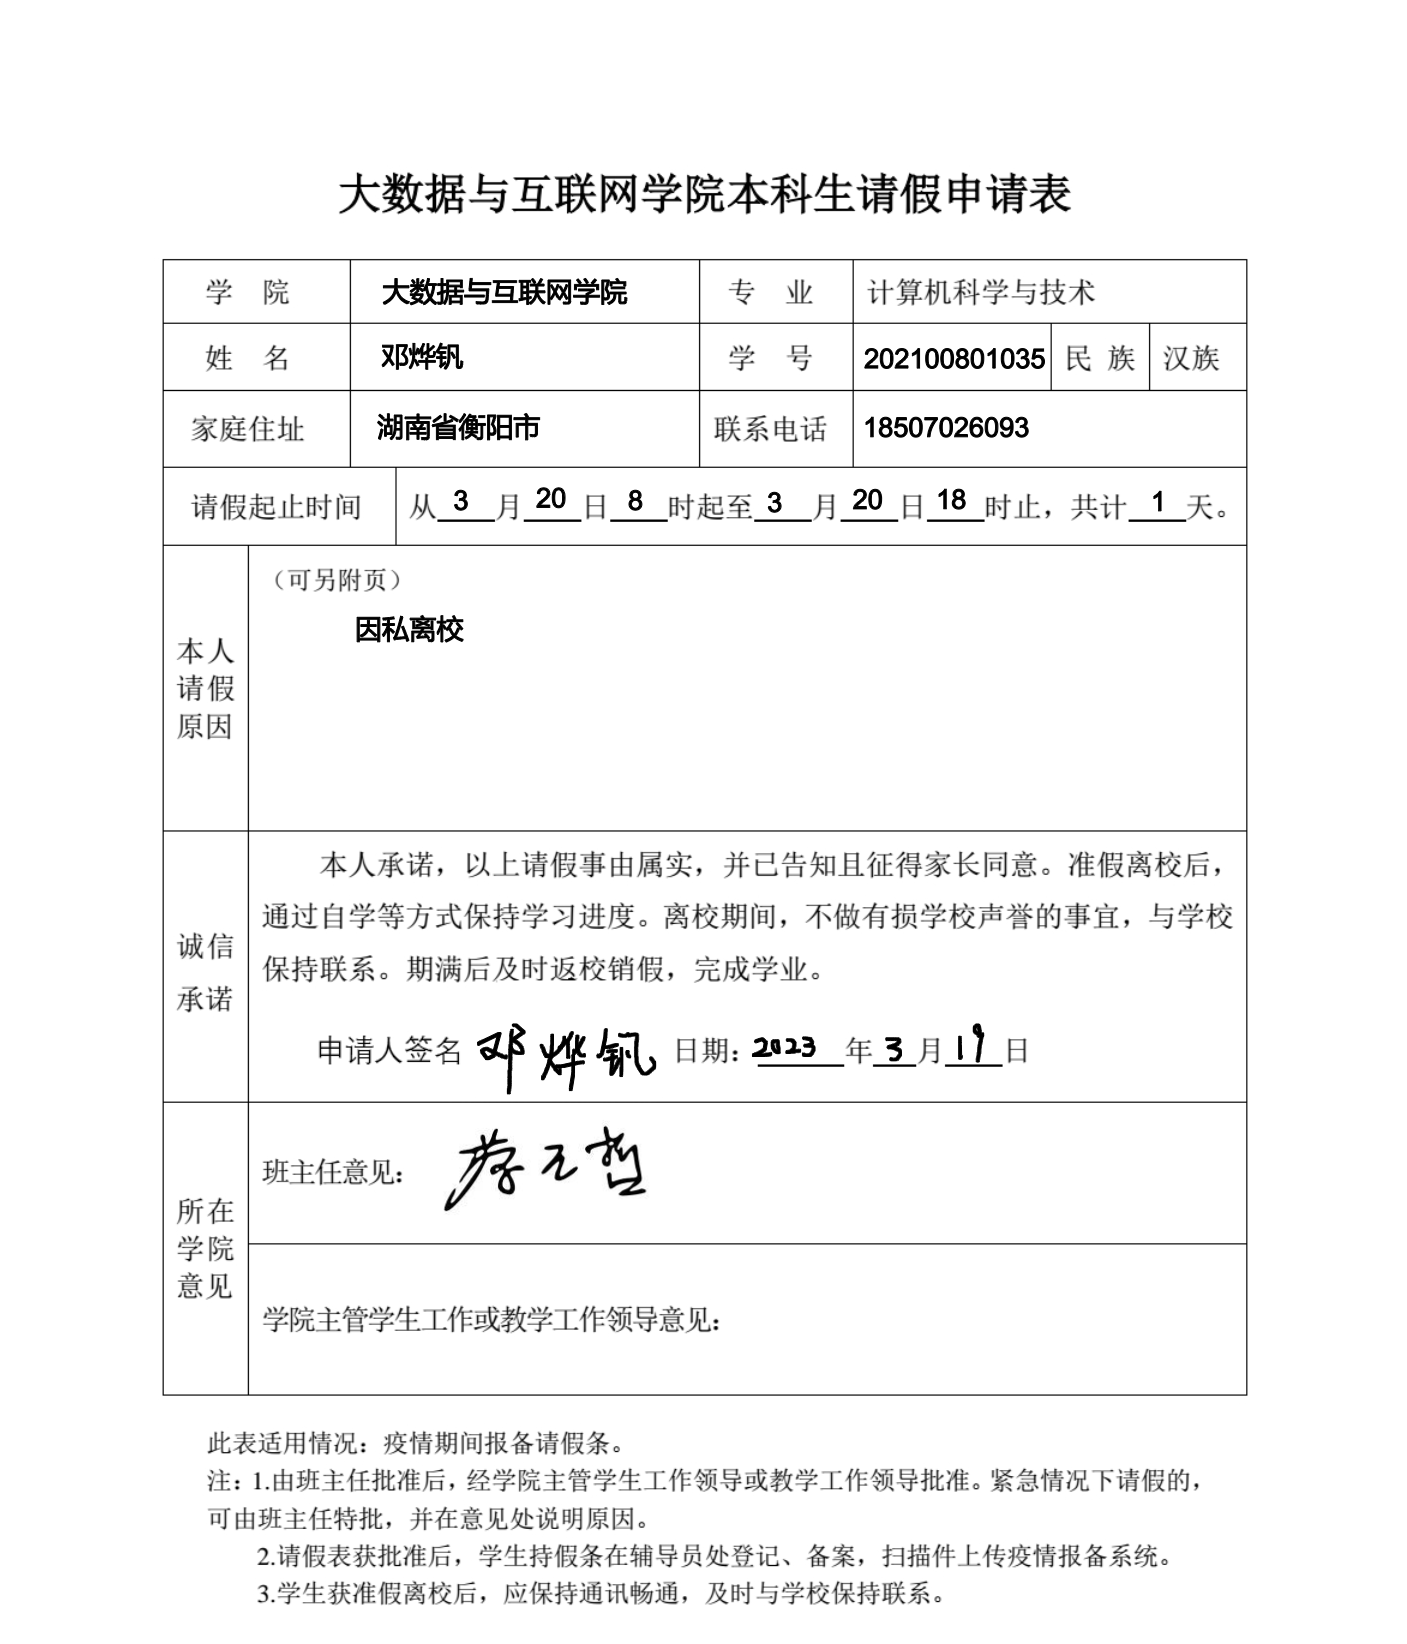 大数据与互联网学院本科生请假申请表
学 院 大数据与互联网学院 专 业 计算机科学与技术
姓 名 邓烨钒 学 号 202100801035 民 族 汉族
家庭住址 湖南省衡阳市 联系电话 18507026093
请假起止时间 从 3 月 20 日 8 时起至 3 月 20 日 18 时止，共计 1 天。
本人
请假
原因
（可另附页）
因私离校
诚信
承诺
本人承诺，以上请假事由属实，并已告知且征得家长同意。准假离校后，
通过自学等方式保持学习进度。离校期间，不做有损学校声誉的事宜，与学校
保持联系。期满后及时返校销假，完成学业。
申请人签名 邓烨钒 日期：2023 年 3 月 19 日
所在
学院
意见
班主任意见： 元哲
学院主管学生工作或教学工作领导意见：
此表适用情况：疫情期间报备请假条。
注：1.由班主任批准后，经学院主管学生工作领导或教学工作领导批准。紧急情况下请假的，
可由班主任特批，并在意见处说明原因。
2.请假表获批准后，学生持假条在辅导员处登记、备案，扫描件上传疫情报备系统。
3.学生获准假离校后，应保持通讯畅通，及时与学校保持联系。